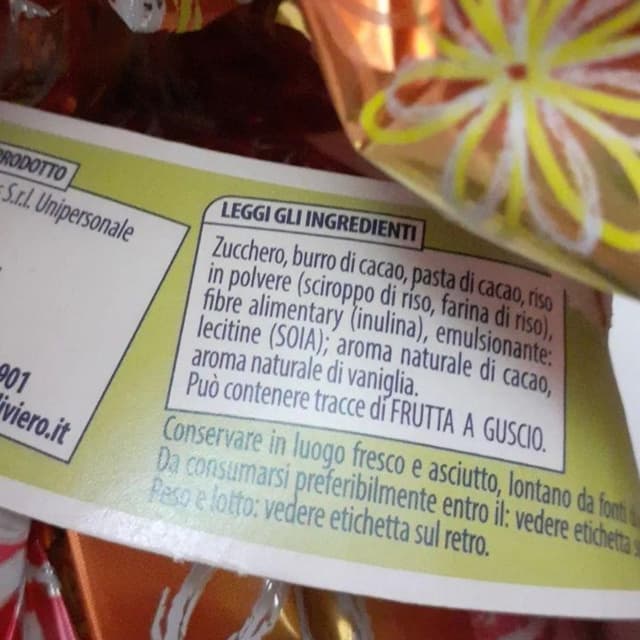 PRODOTTO
S.r.l. Unipersonale
901
iviero.it
LEGGI GLI INGREDIENTI
Zucchero, burro di cacao, pasta di cacao, riso
in polvere (sciroppo di riso, farina di riso),
fibre alimentary (inulina), emulsionante:
lecitine (SOIA); aroma naturale di cacao,
aroma naturale di vaniglia.
Può contenere tracce di FRUTTA A GUSCIO.
Conservare in luogo fresco e asciutto, lontano da fonti
Da consumarsi preferibilmente entro il: vedere etichetta
Peso e lotto: vedere etichetta sul retro.